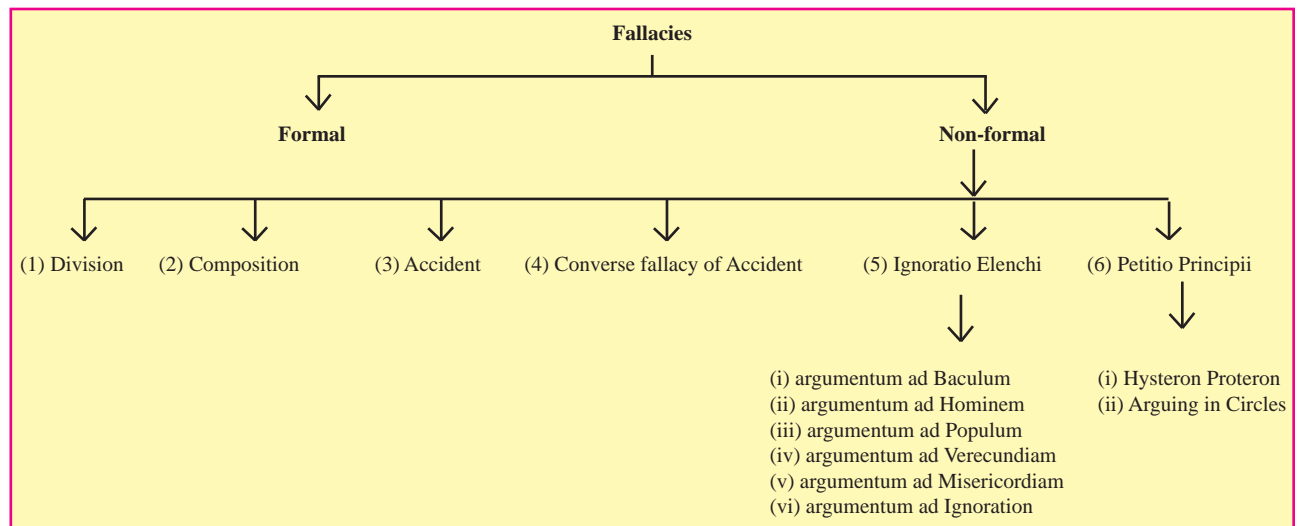 Fallacies
Formal
Non-formal
(1) Division
(2) Composition
(3) Accident
(4) Converse fallacy of Accident
(5) Ignoratio Elenchi
(6) Petitio Principii
(i) argumentum ad Baculum
(ii) argumentum ad Hominem
(iii) argumentum ad Populum
(iv) argumentum ad Verecundiam
(v) argumentum ad Misericordiam
(vi) argumentum ad Ignoration
(i) Hysteron Proteron
(ii) Arguing in Circles